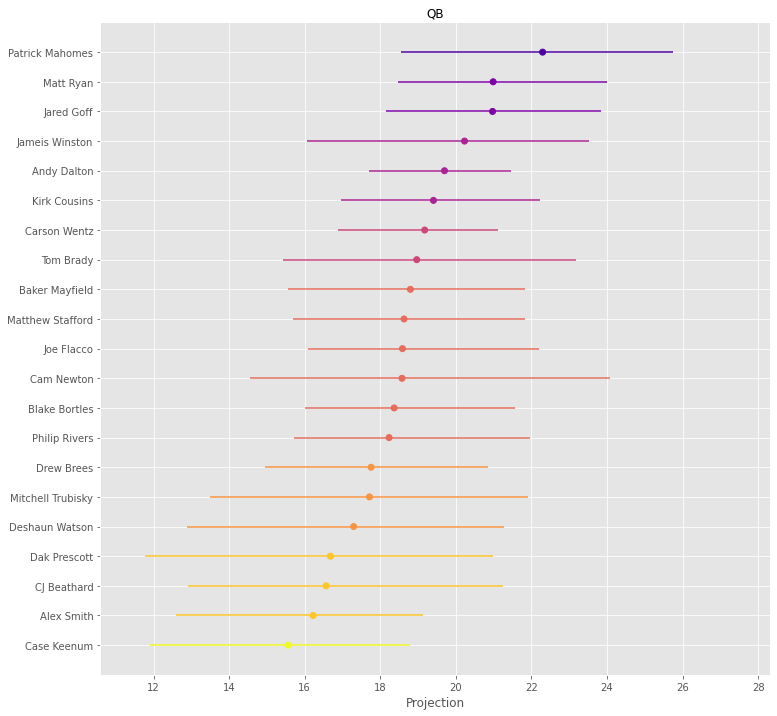 QB
Patrick Mahomes
Matt Ryan
Jared Goff
Jameis Winston
Andy Dalton
Kirk Cousins
Carson Wentz
Tom Brady
Baker Mayfield
Matthew Stafford
Joe Flacco
Cam Newton
Blake Bortles
Philip Rivers
Drew Brees
Mitchell Trubisky
Deshaun Watson
Dak Prescott
CJ Beathard
Alex Smith
Case Keenum
12 14 16 18 20 22 24 26 28
Projection